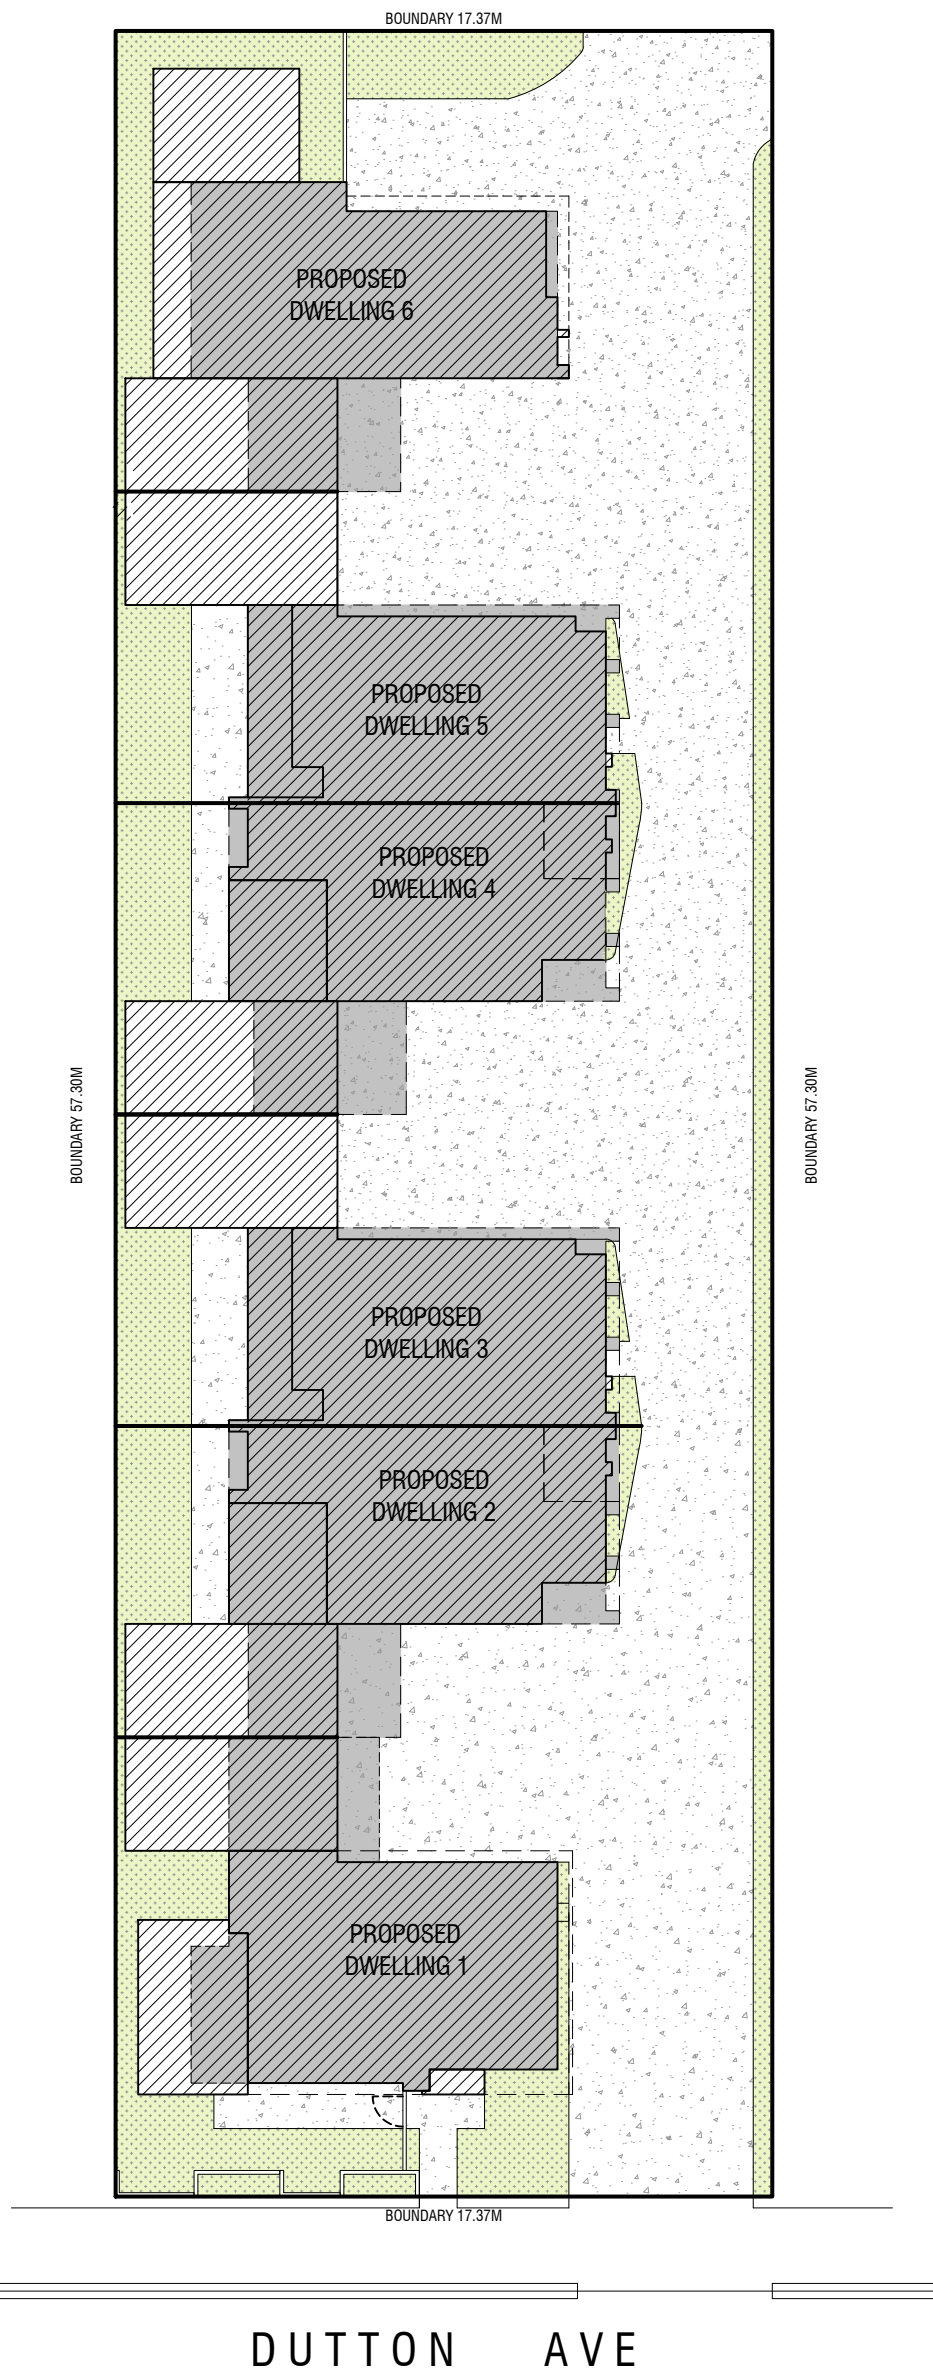 BOUNDARY 17.37M
PROPOSED
DWELLING 6
PROPOSED
DWELLING 5
PROPOSED
DWELLING 4
BOUNDARY 57.30M
BOUNDARY 57.30M
PROPOSED
DWELLING 3
PROPOSED
DWELLING 2
PROPOSED
DWELLING 1
BOUNDARY 17.37M
DUTTON AVE